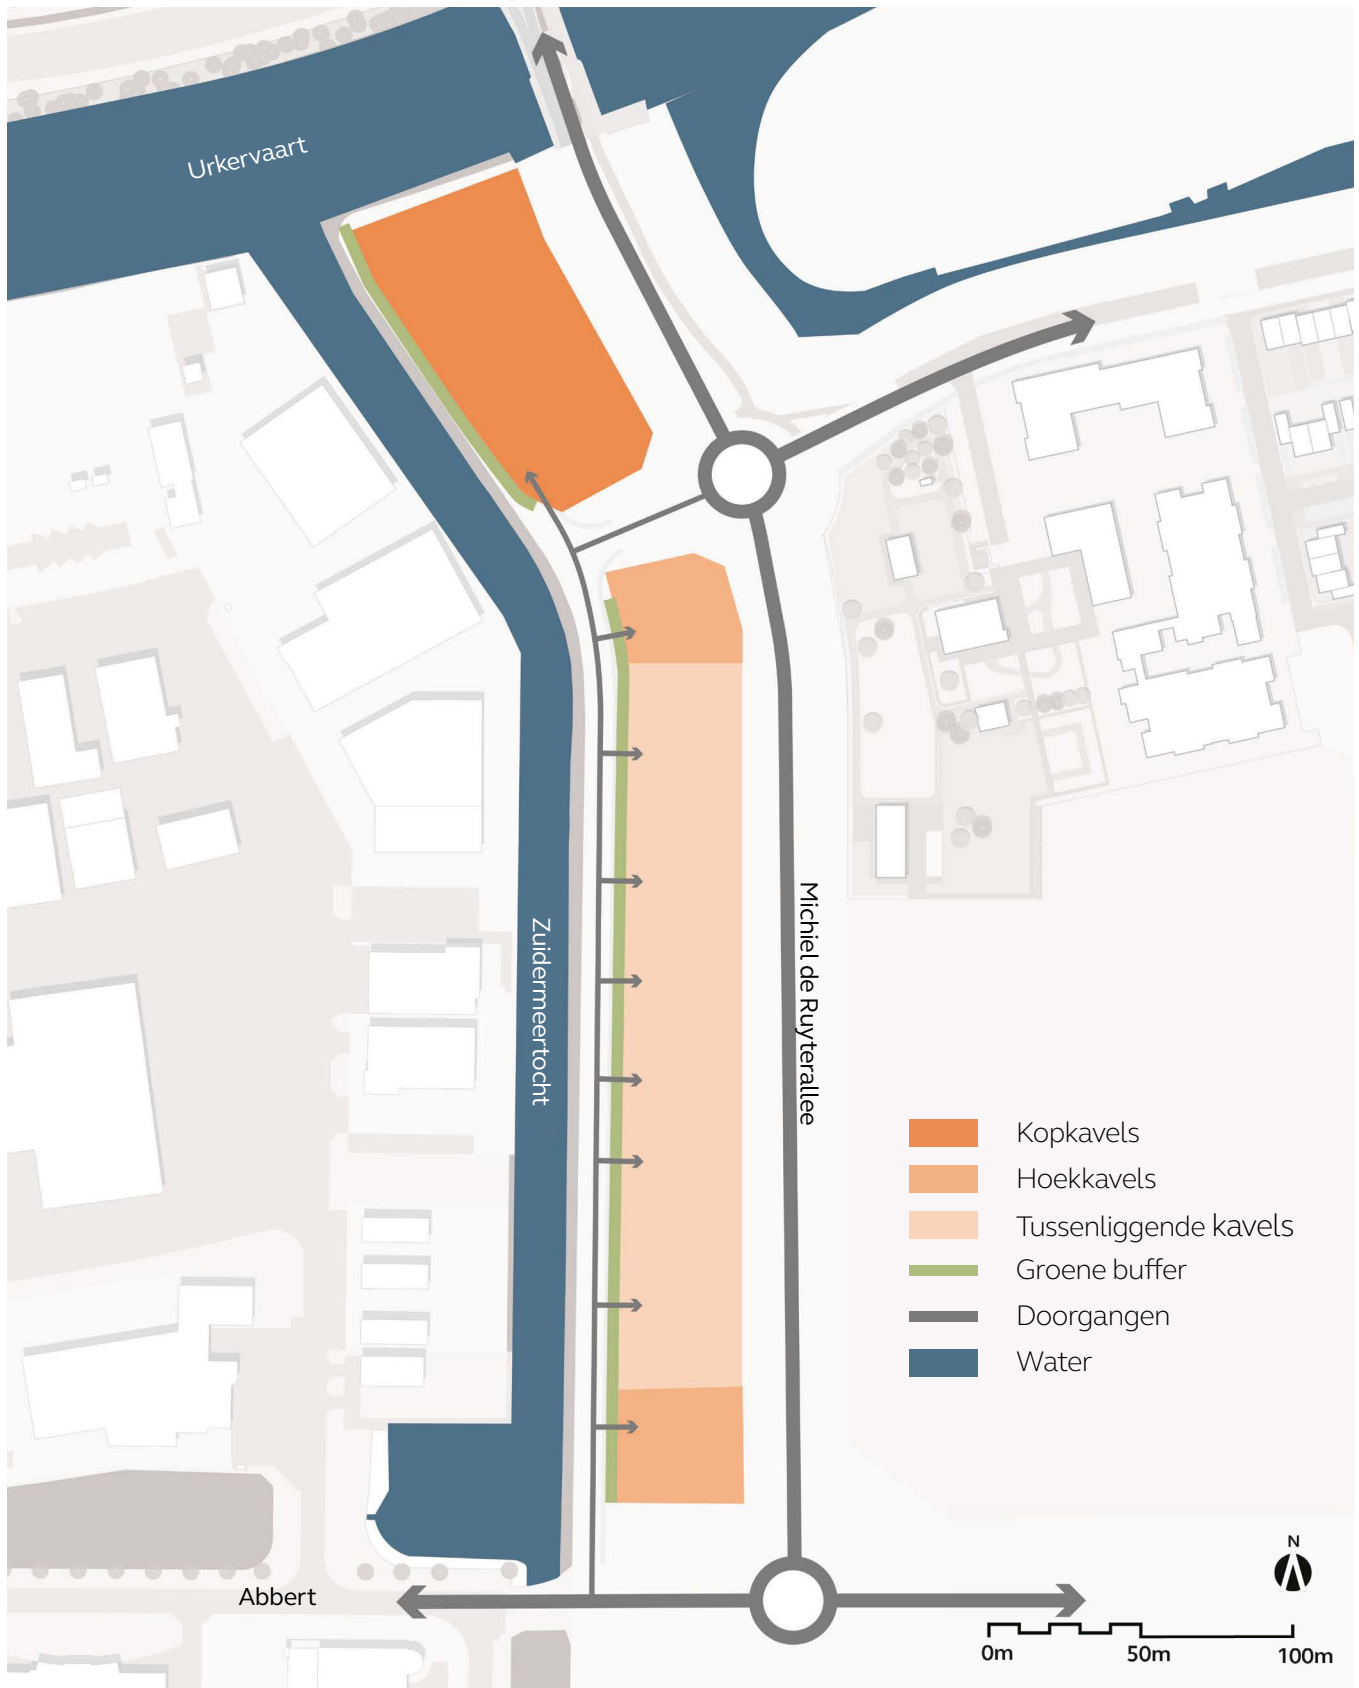 Urkervaart
Zuidermeertocht
Michiel de Ruyterallee
Kopkavels
Hoekkavels
Tussenliggende kavels
Groene buffer
Doorgangen
Water
Abbert
N
0m 50m 100m